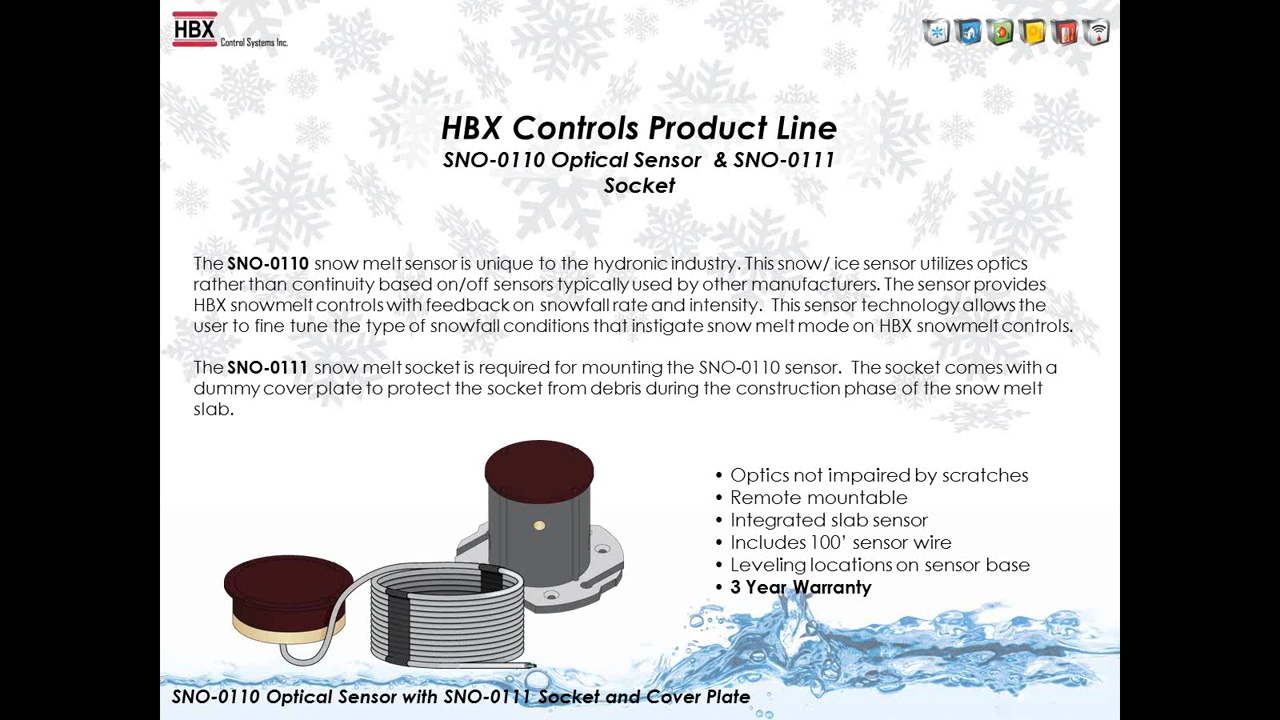 HBX
Control Systems Inc.
HBX Controls Product Line
SNO-0110 Optical Sensor & SNO-0111
Socket
The SNO-0110 snow melt sensor is unique to the hydronic industry. This snow/ ice sensor utilizes optics
rather than continuity based on/off sensors typically used by other manufacturers. The sensor provides
HBX snowmelt controls with feedback on snowfall rate and intensity. This sensor technology allows the
user to fine tune the type of snowfall conditions that instigate snow melt mode on HBX snowmelt controls.
The SNO-0111 snow melt socket is required for mounting the SNO-0110 sensor. The socket comes with a
dummy cover plate to protect the socket from debris during the construction phase of the snow melt
slab.
• Optics not impaired by scratches
• Remote mountable
• Integrated slab sensor
• Includes 100’ sensor wire
• Leveling locations on sensor base
• 3 Year Warranty
SNO-0110 Optical Sensor with SNO-0111 Socket and Cover Plate